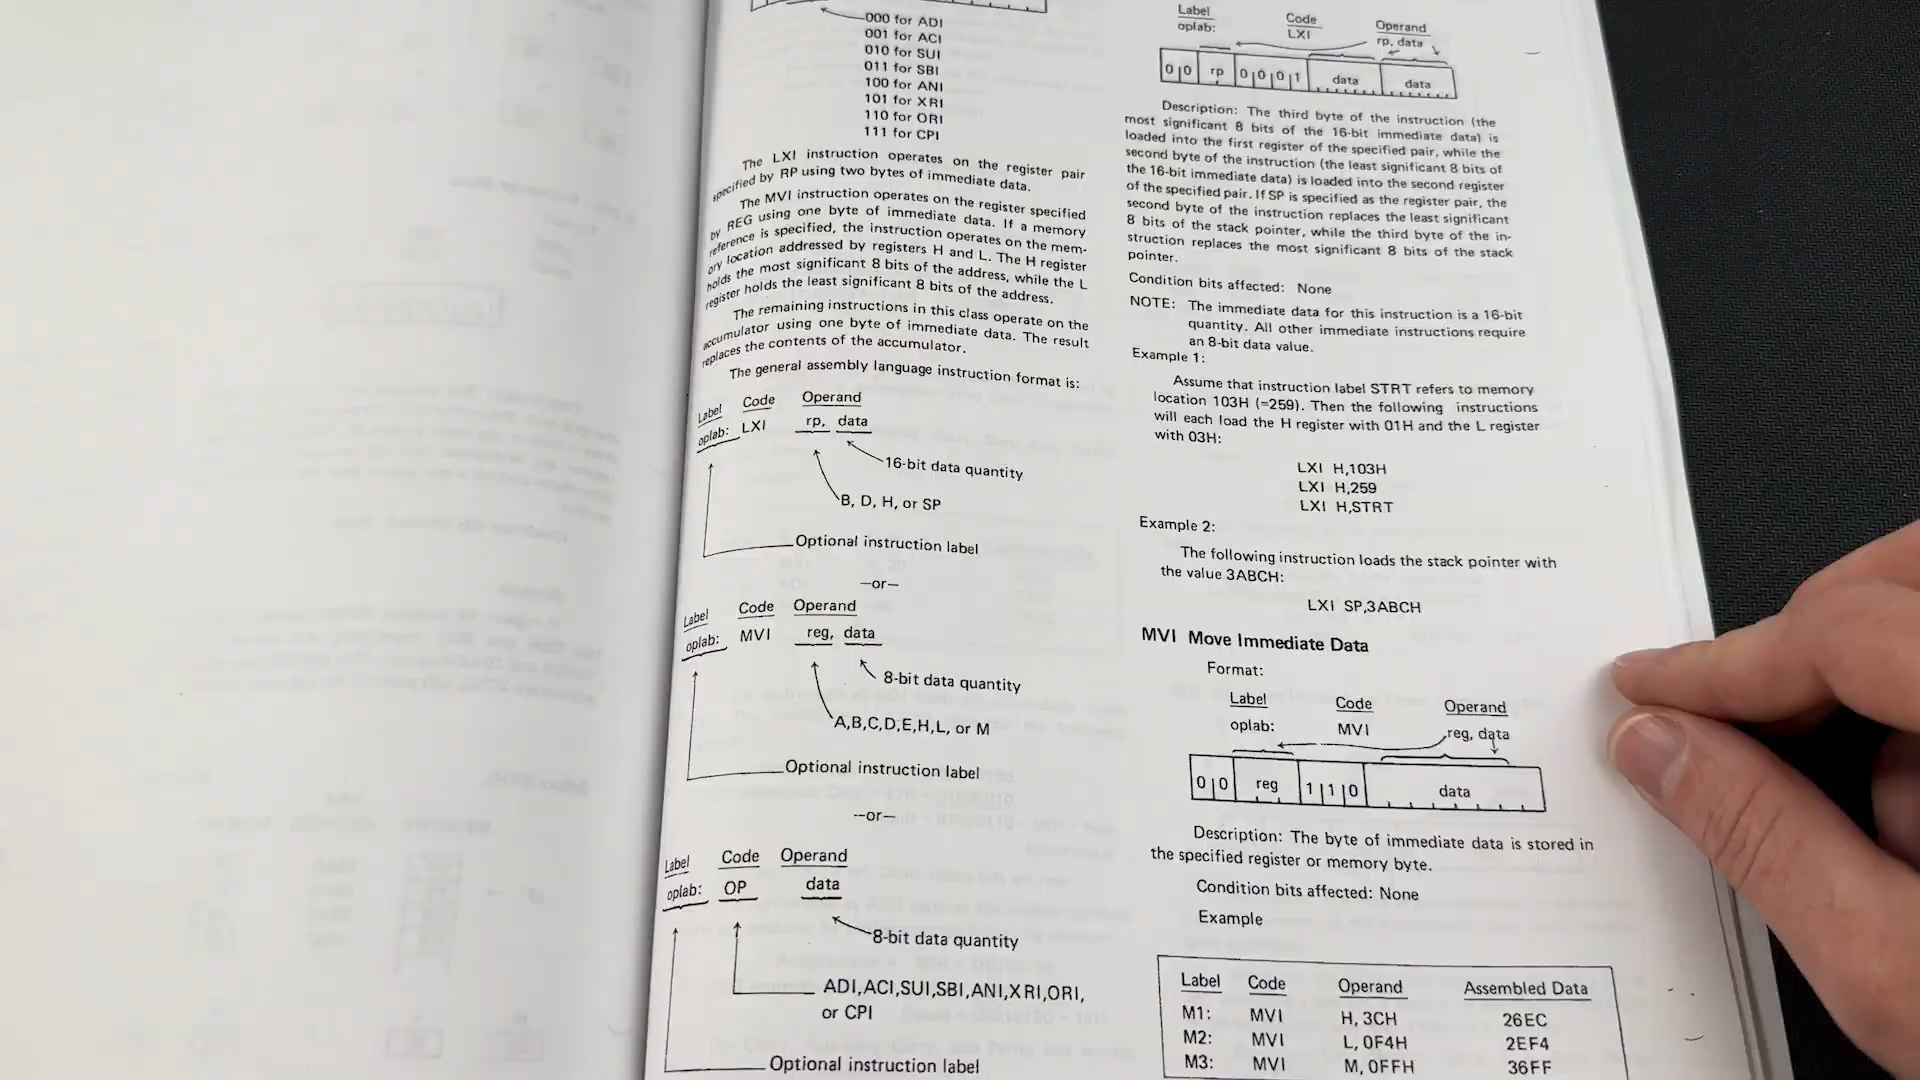 000 for ADI
001 for ACI
010 for SUI
011 for SBI
100 for ANI
101 for XRI
110 for ORI
111 for CPI
The LXI instruction operates on the register pair
specified by RP using two bytes of immediate data.
The MVI instruction operates on the register specified
by REG using one byte of immediate data. If a memory
reference is specified, the instruction operates on the mem-
ory location addressed by registers H and L. The H register
holds the most significant 8 bits of the address, while the L
register holds the least significant 8 bits of the address.
The remaining instructions in this class operate on the
accumulator using one byte of immediate data. The result
replaces the contents of the accumulator.
The general assembly language instruction format is:
Label Code Operand
oplab: LXI rp, data
16-bit data quantity
B, D, H, or SP
Optional instruction label
—or—
Label Code Operand
oplab: MVI reg, data
8-bit data quantity
A,B,C,D,E,H,L, or M
Optional instruction label
--or—
Label Code Operand
oplab: OP data
8-bit data quantity
ADI,ACI,SUI,SBI,ANI,XRI,ORI,
or CPI
Optional instruction label
Label Code Operand
oplab: LXI rp, data
0 0 rp 0 0 0 1 data data
Description: The third byte of the instruction (the
most significant 8 bits of the 16-bit immediate data) is
loaded into the first register of the specified pair, while the
second byte of the instruction (the least significant 8 bits of
the 16-bit immediate data) is loaded into the second register
of the specified pair. If SP is specified as the register pair, the
second byte of the instruction replaces the least significant
8 bits of the stack pointer, while the third byte of the in-
struction replaces the most significant 8 bits of the stack
pointer.
Condition bits affected: None
NOTE: The immediate data for this instruction is a 16-bit
quantity. All other immediate instructions require
an 8-bit data value.
Example 1:
Assume that instruction label STRT refers to memory
location 103H (=259). Then the following instructions
will each load the H register with 01H and the L register
with 03H:
LXI H,103H
LXI H,259
LXI H,STRT
Example 2:
The following instruction loads the stack pointer with
the value 3ABCH:
LXI SP,3ABCH
MVI Move Immediate Data
Format:
Label Code Operand
oplab: MVI reg, data
0 0 reg 1 1 0 data
Description: The byte of immediate data is stored in
the specified register or memory byte.
Condition bits affected: None
Example
Label Code Operand Assembled Data
M1: MVI H, 3CH 26EC
M2: MVI L, 0F4H 2EF4
M3: MVI M, 0FFH 36FF